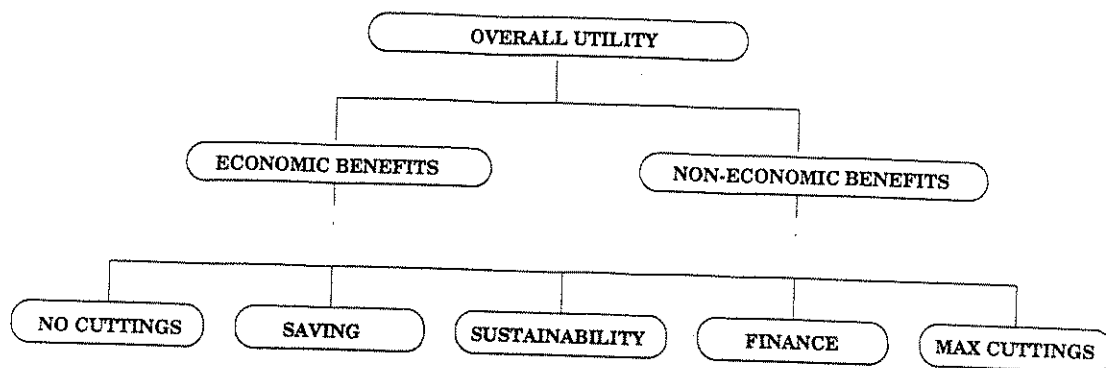 OVERALL UTILITY
ECONOMIC BENEFITS
NON-ECONOMIC BENEFITS
NO CUTTINGS
SAVING
SUSTAINABILITY
FINANCE
MAX CUTTINGS